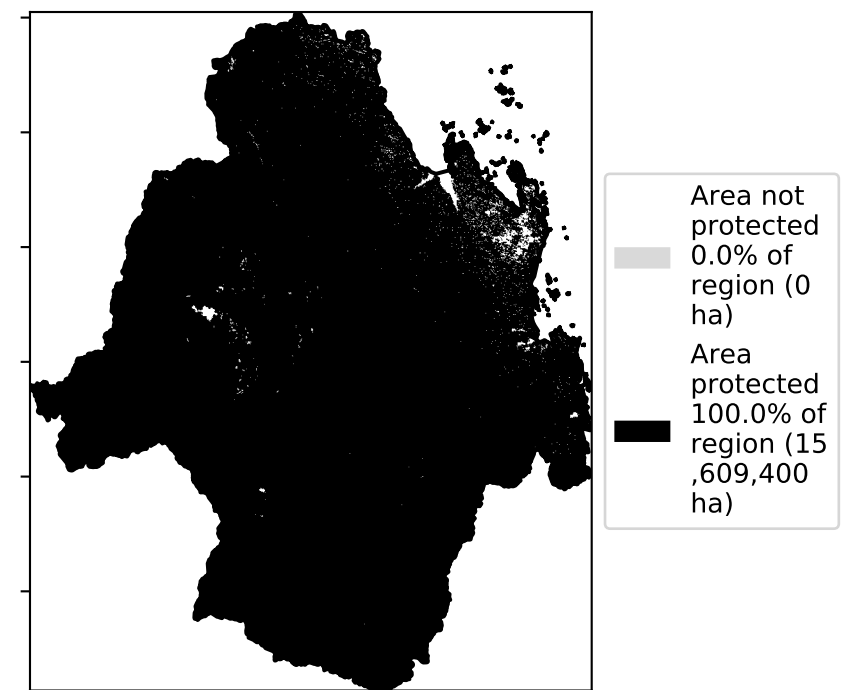 Area not
protected
0.0% of
region (0
ha)
Area
protected
100.0% of
region (15
,609,400
ha)